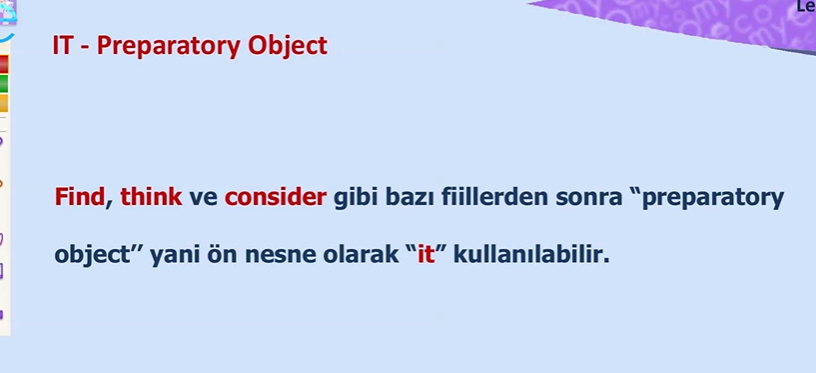 Le
IT - Preparatory Object
Find, think ve consider gibi bazı fiillerden sonra “preparatory
object’’ yani ön nesne olarak “it” kullanılabilir.